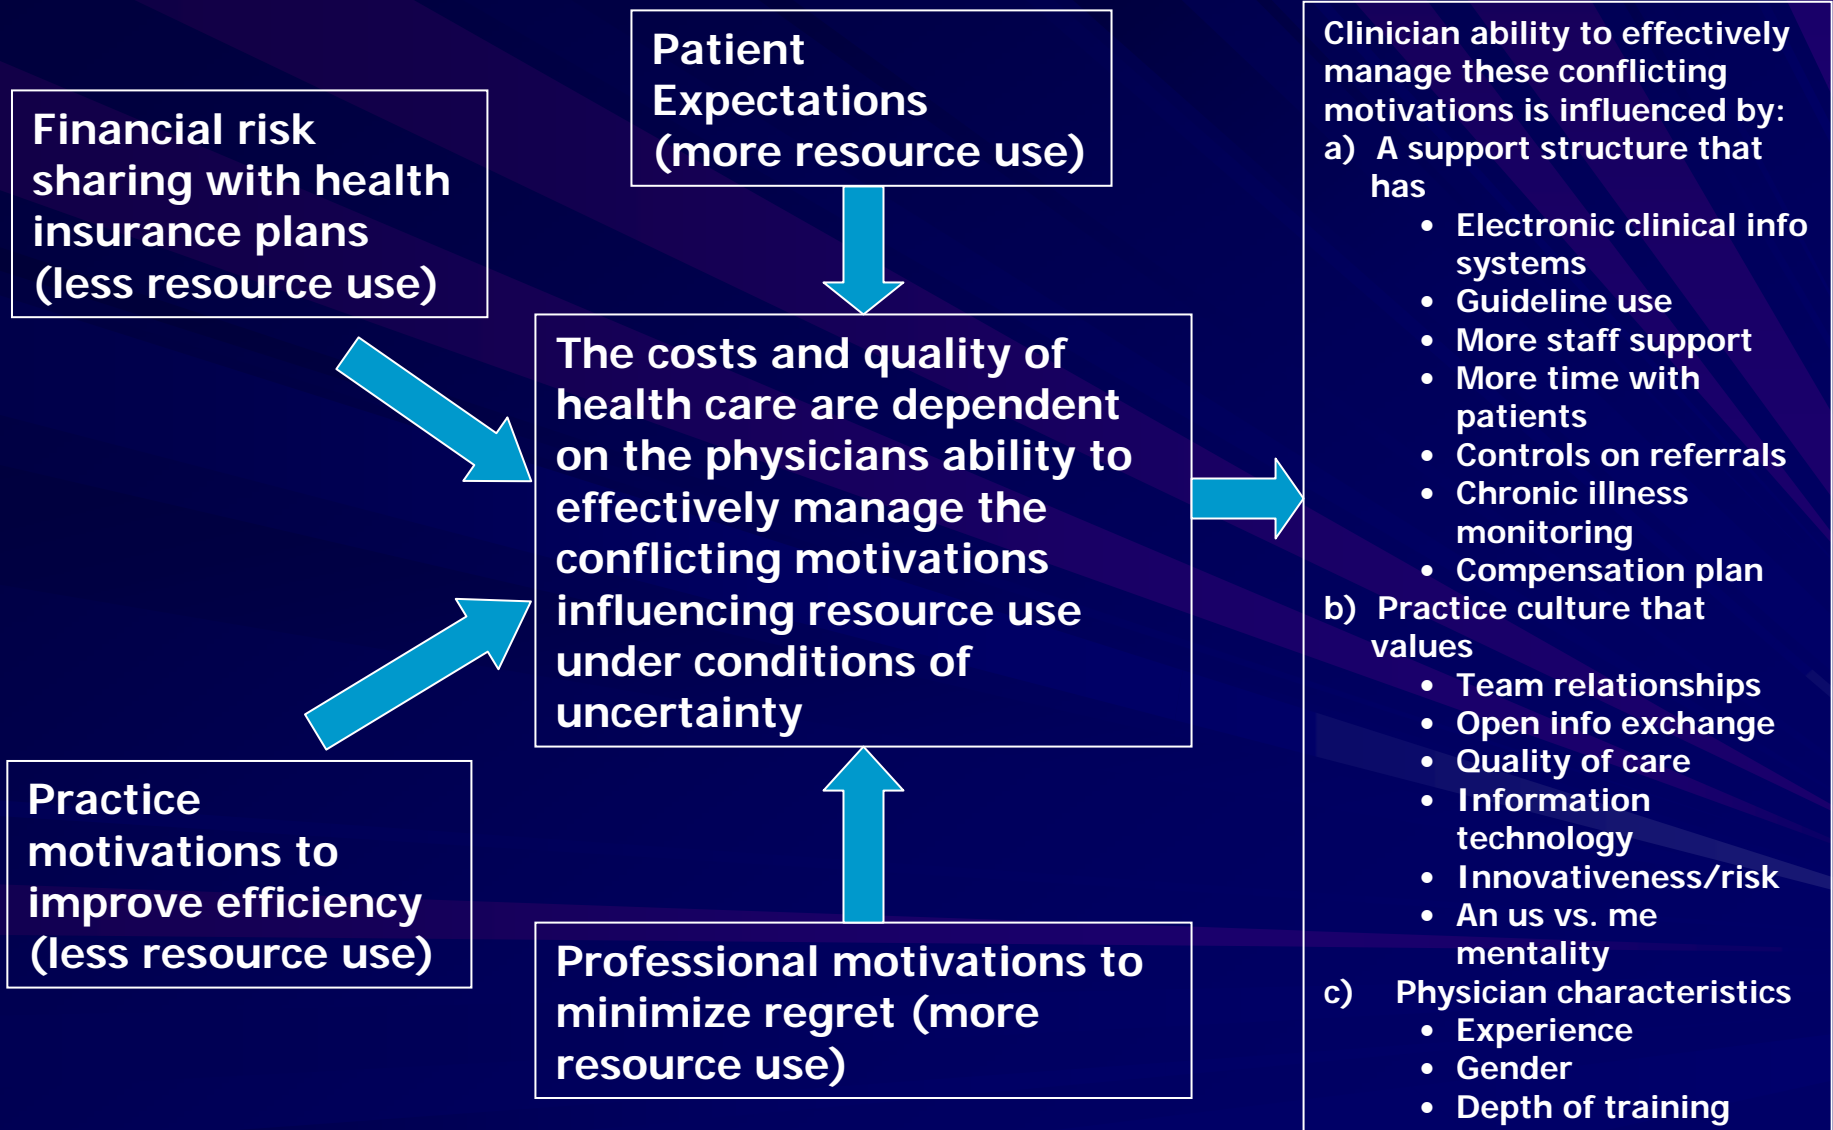 Financial risk
sharing with health
insurance plans
(less resource use)
Patient
Expectations
(more resource use)
The costs and quality of
health care are dependent
on the physicians ability to
effectively manage the
conflicting motivations
influencing resource use
under conditions of
uncertainty
Practice
motivations to
improve efficiency
(less resource use)
Professional motivations to
minimize regret (more
resource use)
Clinician ability to effectively
manage these conflicting
motivations is influenced by:
a) A support structure that
has
• Electronic clinical info
systems
• Guideline use
• More staff support
• More time with
patients
• Controls on referrals
• Chronic illness
monitoring
• Compensation plan
b) Practice culture that
values
• Team relationships
• Open info exchange
• Quality of care
• Information
technology
• Innovativeness/risk
• An us vs. me
mentality
c) Physician characteristics
• Experience
• Gender
• Depth of training